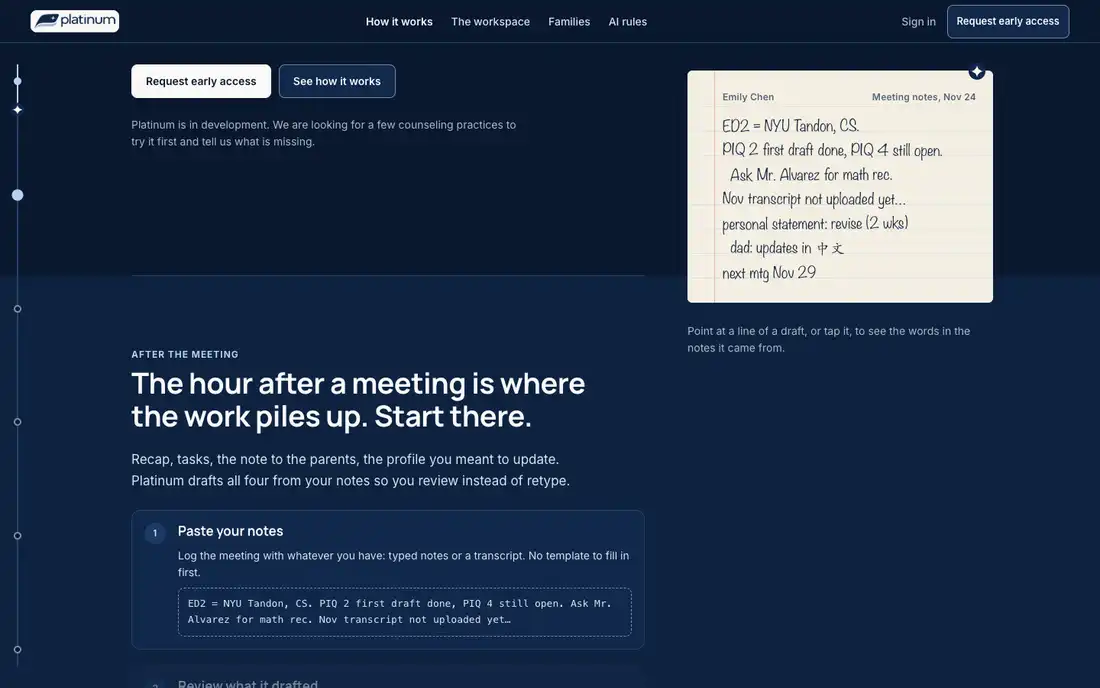 platinum
How it works
The workspace
Families
AI rules
Sign in
Request early access
Request early access
See how it works
Platinum is in development. We are looking for a few counseling practices to
try it first and tell us what is missing.
Emily Chen
Meeting notes, Nov 24
ED2 = NYU Tandon, CS.
PIQ 2 first draft done, PIQ 4 still open.
Ask Mr. Alvarez for math rec.
Nov transcript not uploaded yet...
personal statement: revise (2 wks)
dad: updates in 中文
next mtg Nov 29
Point at a line of a draft, or tap it, to see the words in the
notes it came from.
AFTER THE MEETING
The hour after a meeting is where
the work piles up. Start there.
Recap, tasks, the note to the parents, the profile you meant to update.
Platinum drafts all four from your notes so you review instead of retype.
1
Paste your notes
Log the meeting with whatever you have: typed notes or a transcript. No template to fill in
first.
ED2 = NYU Tandon, CS. PIQ 2 first draft done, PIQ 4 still open. Ask Mr.
Alvarez for math rec. Nov transcript not uploaded yet…
2
Review what it drafted